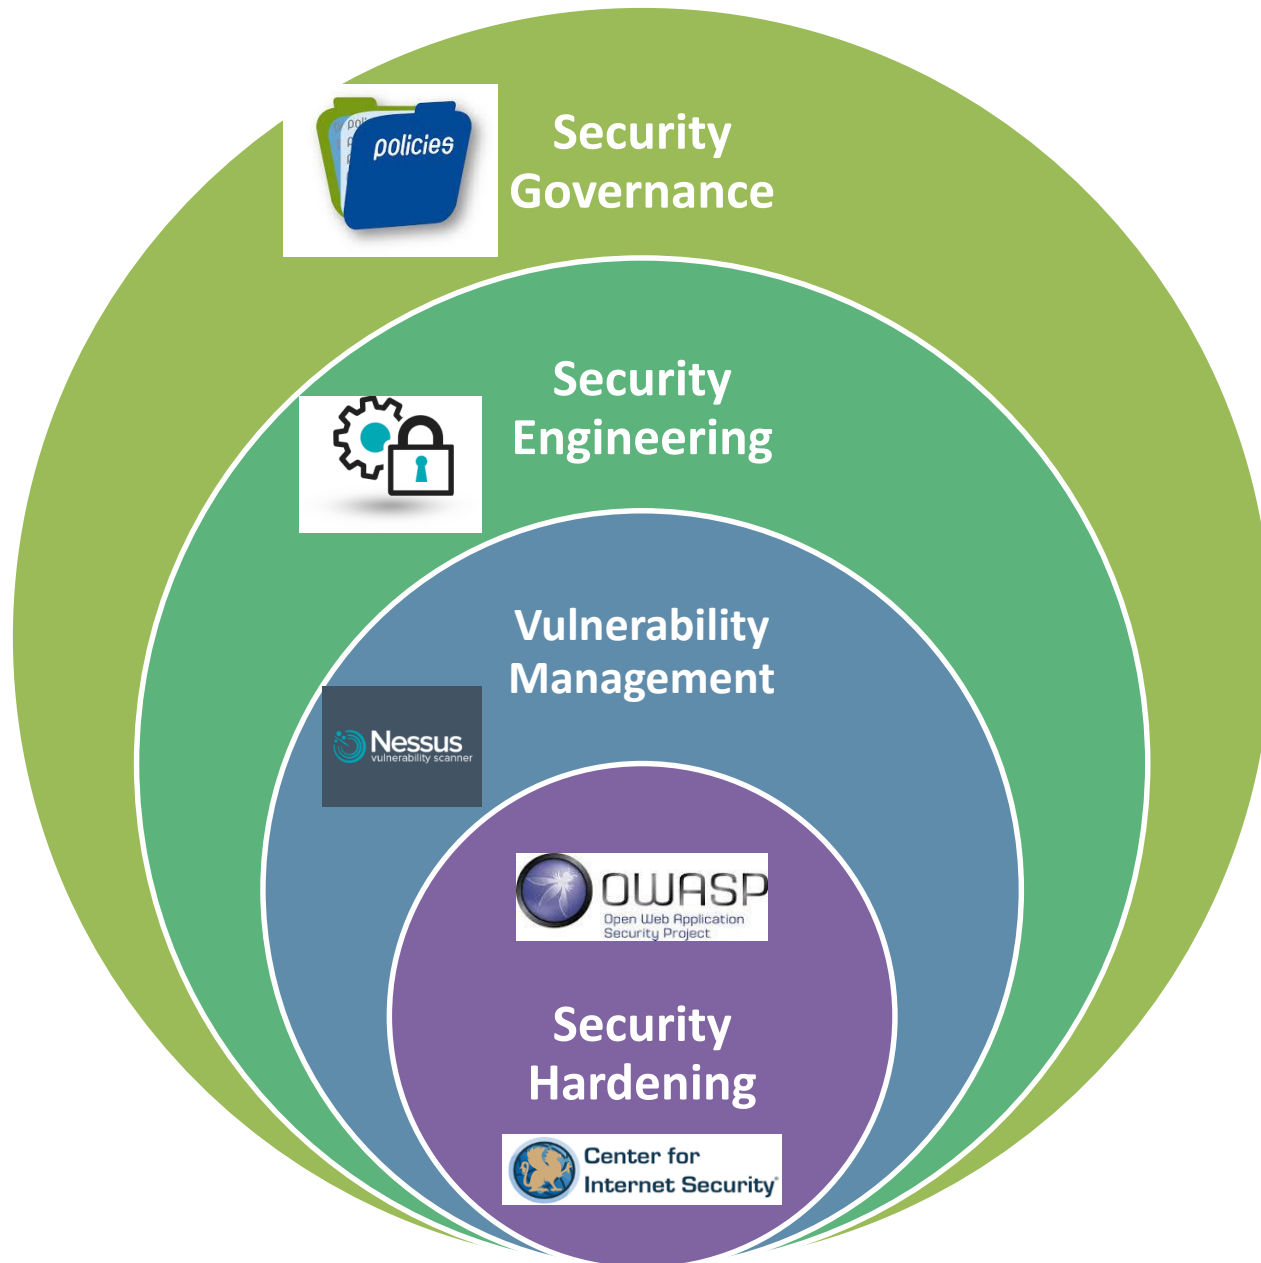 Security
Governance
policies
Security
Engineering
Vulnerability
Management
Nessus
vulnerability scanner
OWASP
Open Web Application
Security Project
Security
Hardening
Center for
Internet Security®